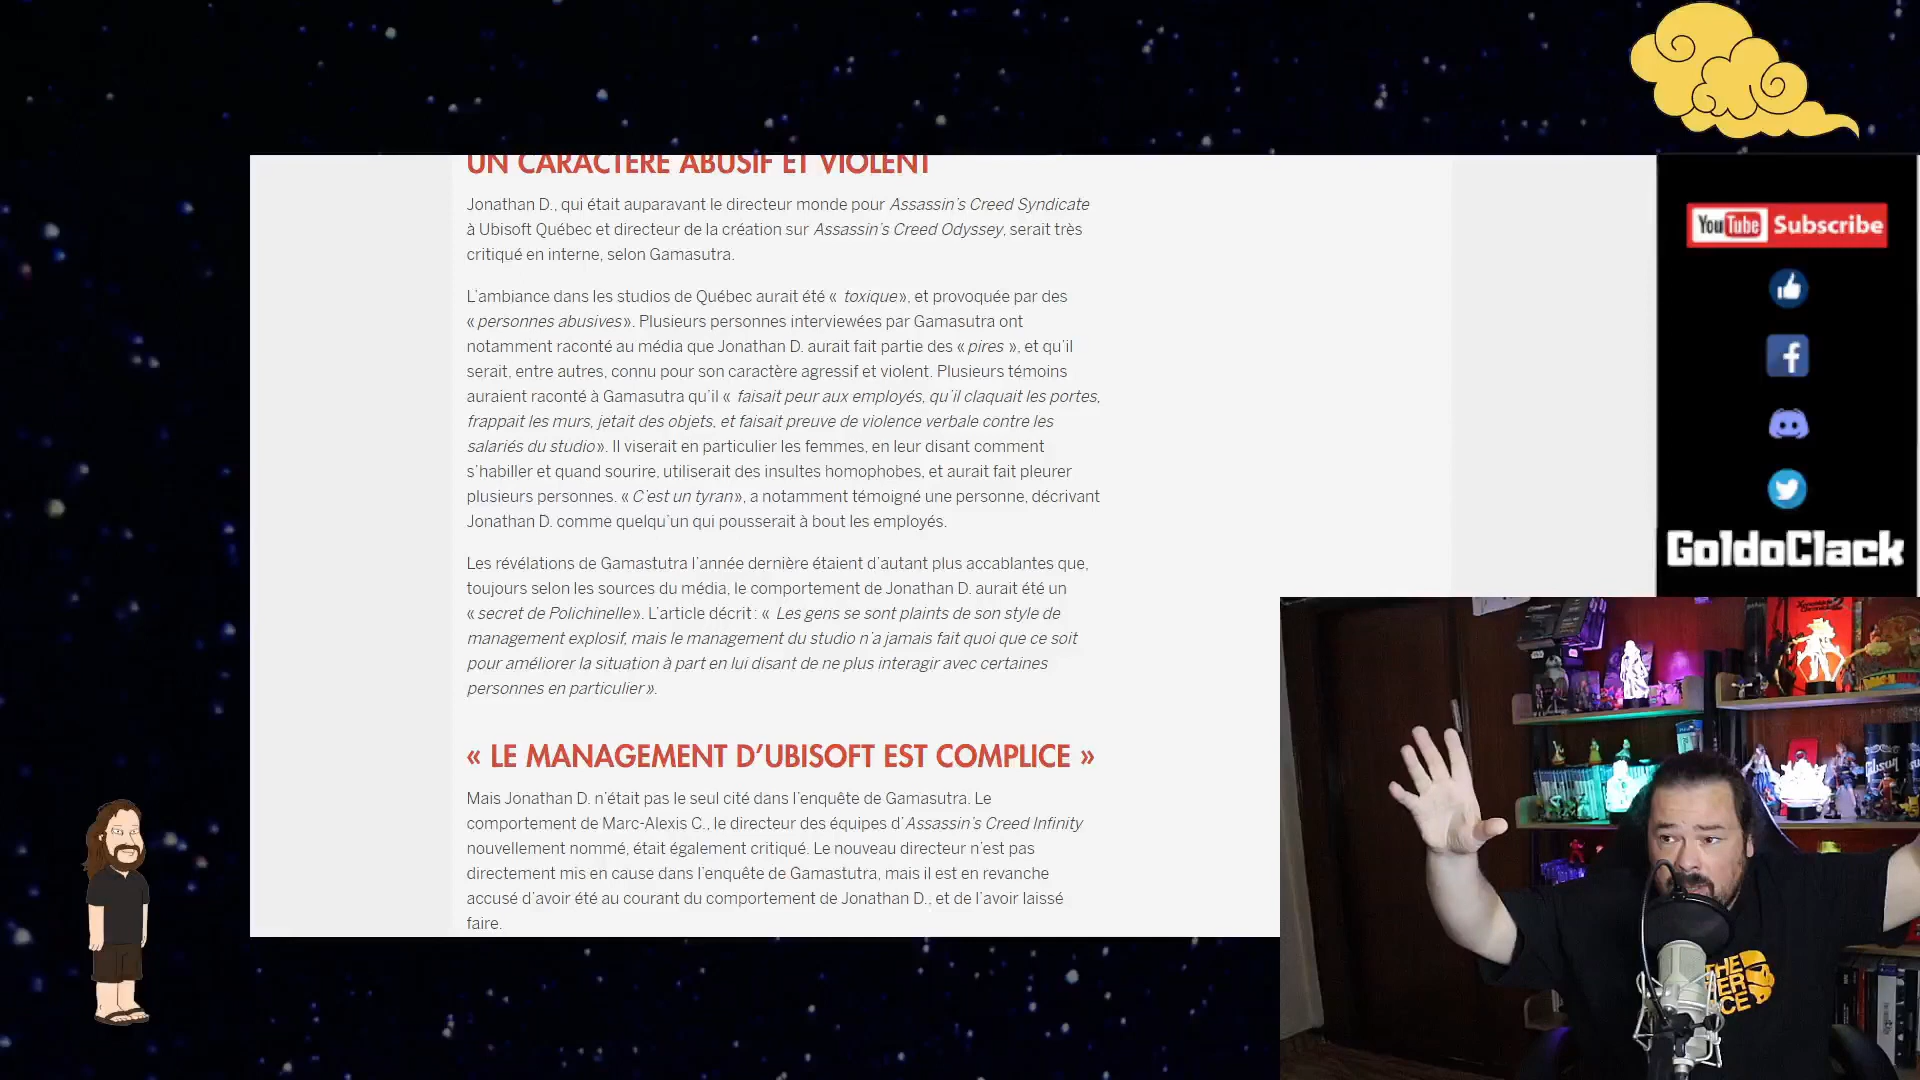 UN CARACTÈRE ABUSIF ET VIOLENT
Jonathan D., qui était auparavant le directeur monde pour Assassin's Creed Syndicate
à Ubisoft Québec et directeur de la création sur Assassin's Creed Odyssey, serait très
critiqué en interne, selon Gamasutra.
L'ambiance dans les studios de Québec aurait été « toxique », et provoquée par des
« personnes abusives ». Plusieurs personnes interviewées par Gamasutra ont
notamment raconté au média que Jonathan D. aurait fait partie des « pires », et qu'il
serait, entre autres, connu pour son caractère agressif et violent. Plusieurs témoins
auraient raconté à Gamasutra qu'il « faisait peur aux employés, qu'il claquait les portes,
frappait les murs, jetait des objets, et faisait preuve de violence verbale contre les
salariés du studio ». Il viserait en particulier les femmes, en leur disant comment
s'habiller et quand sourire, utiliserait des insultes homophobes, et aurait fait pleurer
plusieurs personnes. « C'est un tyran », a notamment témoigné une personne, décrivant
Jonathan D. comme quelqu'un qui pousserait à bout les employés.
Les révélations de Gamastutra l'année dernière étaient d'autant plus accablantes que,
toujours selon les sources du média, le comportement de Jonathan D. aurait été un
« secret de Polichinelle ». L'article décrit : « Les gens se sont plaints de son style de
management explosif, mais le management du studio n'a jamais fait quoi que ce soit
pour améliorer la situation à part en lui disant de ne plus interagir avec certaines
personnes en particulier ».
« LE MANAGEMENT D'UBISOFT EST COMPLICE »
Mais Jonathan D. n'était pas le seul cité dans l'enquête de Gamasutra. Le
comportement de Marc-Alexis C., le directeur des équipes d'Assassin's Creed Infinity
nouvellement nommé, était également critiqué. Le nouveau directeur n'est pas
directement mis en cause dans l'enquête de Gamastutra, mais il est en revanche
accusé d'avoir été au courant du comportement de Jonathan D., et de l'avoir laissé
faire.
YouTube Subscribe
GoldoClack
Gibson